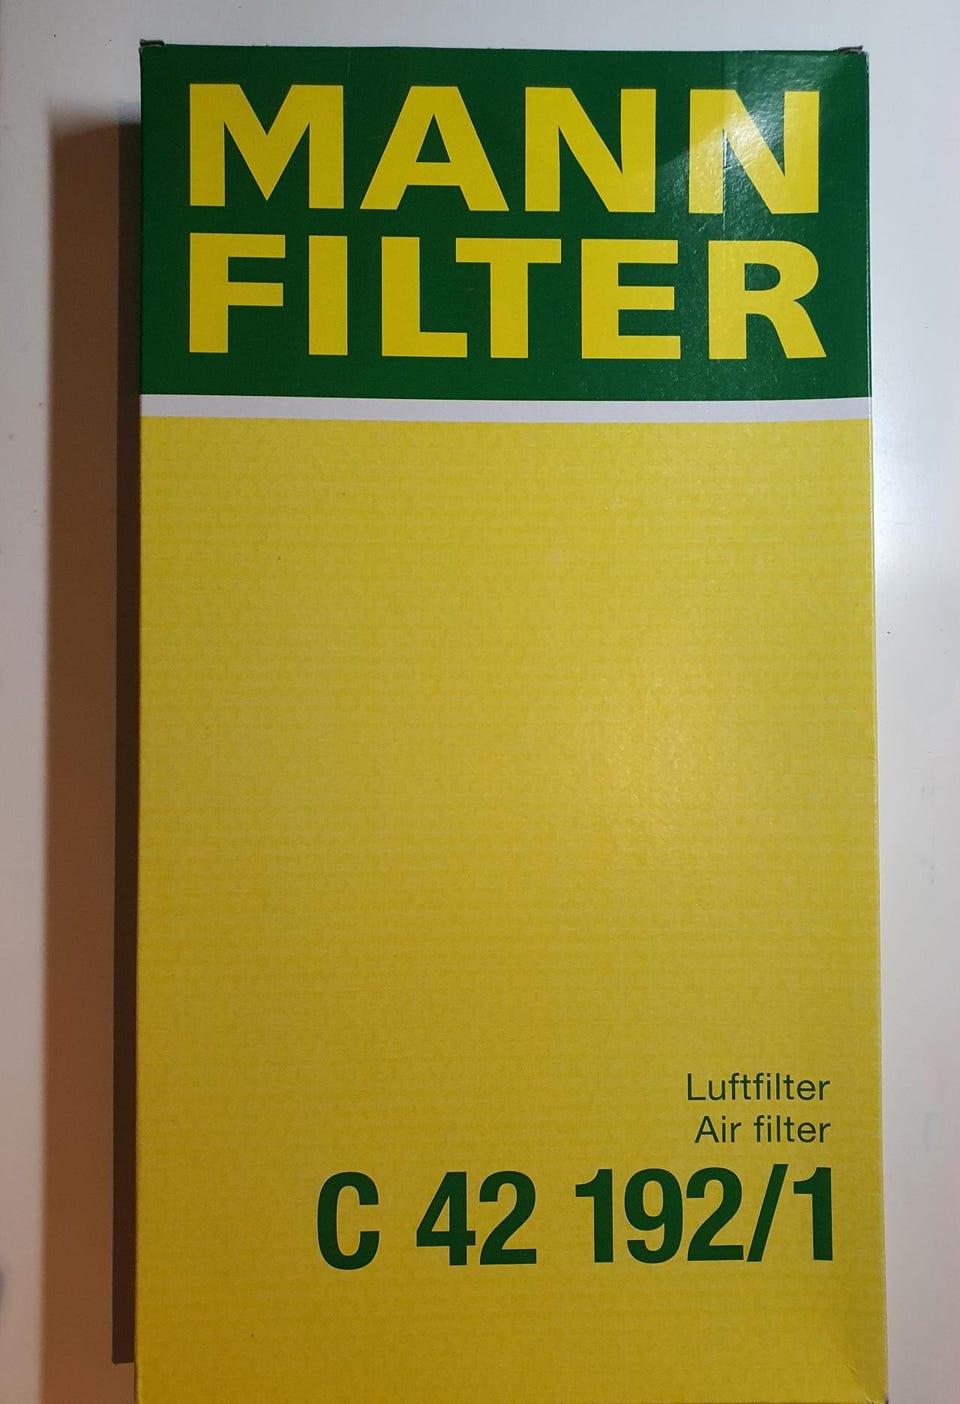 MANN
FILTER
Luftfilter
Air filter
C 42 192/1